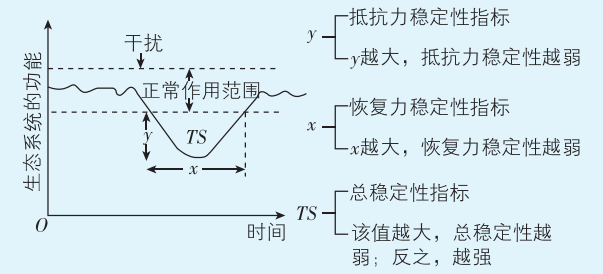 干扰
正常作用范围
生态系统的功能
y
TS
x
O
时间
y
抵抗力稳定性指标
y越大，抵抗力稳定性越弱
x
恢复力稳定性指标
x越大，恢复力稳定性越弱
TS
总稳定性指标
该值越大，总稳定性越
弱；反之，越强